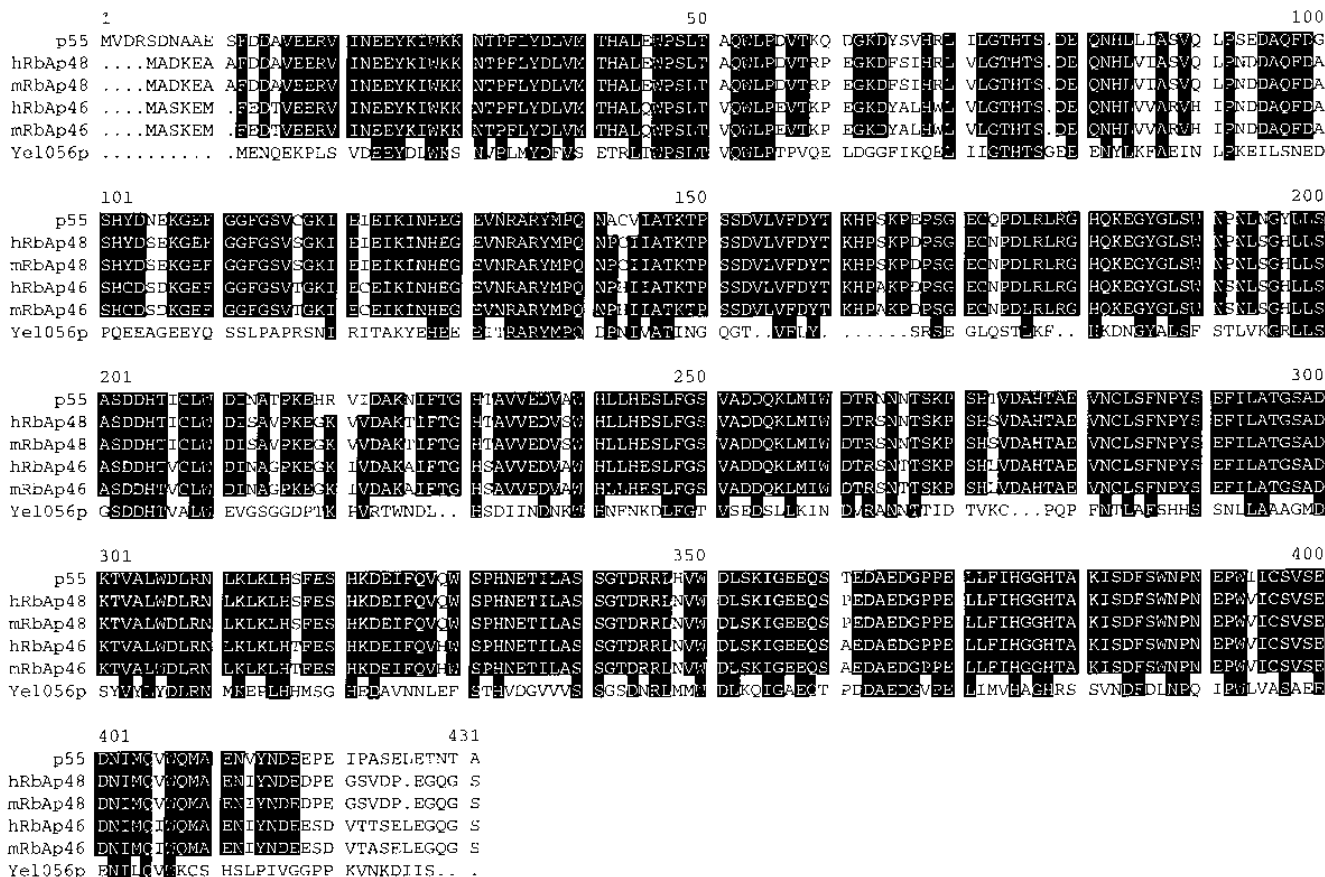 1 50 100
p55 MVDRSDNAAE SFDDAVEERV INEEYKIWKK NTPFLYDLVM THALEWPSLT AQWLPDVTKQ DGKDYSVHRL ILGTHTS.DE QNHLLIASVQ LPSEDAQFDG
hRbAp48 ....MADKEA AFDDAVEERV INEEYKIWKK NTPFLYDLVM THALEWPSLT AQWLPDVTRP EGKDFSIHRL ILGTHTS.DE QNHLVIASVQ LPNDDAQFDA
mRbAp48 ....MADKEA AFDDAVEERV INEEYKIWKK NTPFLYDLVM THALEWPSLT AQWLPDVTRP EGKDFSIHRL ILGTHTS.DE QNHLVIASVQ LPNDDAQFDA
hRbAp46 ....MASKEM FEDTVEERV INEEYKIWKK NTPFLYDLVM THALQWPSLT VQWLPEVTKP EGKDYALHWL VLGTHTS.DE QNHLVVARVH IPNDDAQFDA
mRbAp46 ....MASKEM FEDTVEERV INEEYKIWKK NTPFLYDLVM THALQWPSLT VQWLPEVTKP EGKDYALHWL VLGTHTS.DE QNHLVVARVH IPNDDAQFDA
Yel056p .......... .MENQEKPLS VDEEYDLWKS NVPLMYDFVS ETRLTWPSLT VQWLPTPVQE LDGGFIKQEL IIGTHTSGEE ENYLKFAEIN LPKEILSNED
101 150 200
p55 SHYDNEKGEF GGFGSVCGKI EIEIKINHEG EVNRARYMPQ NACVIATKTP SSDVLVFDYT KHPSKPEPSG ECQPDLRLRG HQKEGYGLSW NPNLNGYLLS
hRbAp48 SHYDSEKGEF GGFGSVSGKI EIEIKINHEG EVNRARYMPQ NPCIIATKTP SSDVLVFDYT KHPSKPDPSG ECNPDLRLRG HQKEGYGLSW NPNLSGHLLS
mRbAp48 SHYDSEKGEF GGFGSVSGKI EIEIKINHEG EVNRARYMPQ NPCIIATKTP SSDVLVFDYT KHPSKPDPSG ECNPDLRLRG HQKEGYGLSW NPNLSGHLLS
hRbAp46 SHCDSDKGEF GGFGSVTGKI ECEIKINHEG EVNRARYMPQ NPHIIATKTP SSDVLVFDYT KHPAKPDPSG ECNPDLRLRG HQKEGYGLSW NSNLSGHLLS
mRbAp46 SHCDSDKGEF GGFGSVTGKI ECEIKINHEG EVNRARYMPQ NPHIIATKTP SSDVLVFDYT KHPAKPDPSG ECNPDLRLRG HQKEGYGLSW NSNLSGHLLS
Yel056p PQEEAGEEYQ SSLPAPRSNI RITAKYEHEE EITRARYMPQ DPNIVATING QGT..VFLY. ......SRSE GLQSTLKF.. HKDNGYALSF STLVKGRLLS
201 250 300
p55 ASDDHTICLW DINATPKEHR VIDAKNIFTG HTAVVEDVAW HLLHESLFGS VADDQKLMIW DTRNNNTSKP SHTVDAHTAE VNCLSFNPYS EFILATGSAD
hRbAp48 ASDDHTICLW DISAVPKEGK VVDAKTIFTG HTAVVEDVSW HLLHESLFGS VADDQKLMIW DTRSNNTSKP SHSVDAHTAE VNCLSFNPYS EFILATGSAD
mRbAp48 ASDDHTICLW DISAVPKEGK VVDAKTIFTG HTAVVEDVSW HLLHESLFGS VADDQKLMIW DTRSNNTSKP SHSVDAHTAE VNCLSFNPYS EFILATGSAD
hRbAp46 ASDDHTVCLW DINAGPKEGK IVDAKAIFTG HSAVVEDVAW HLLHESLFGS VADDQKLMIW DTRSNTTSKP SHLVDAHTAE VNCLSFNPYS EFILATGSAD
mRbAp46 ASDDHTVCLW DINAGPKEGK IVDAKAIFTG HSAVVEDVAW HLLHESLFGS VADDQKLMIW DTRSNTTSKP SHLVDAHTAE VNCLSFNPYS EFILATGSAD
Yel056p GSDDHTVALW EVGSGGDPTK PVRTWNDL.. HSDIINDNKW HNFNKDLFGT VSEDSLLKIN DVRANNTTID TVKC...PQP FNTLAFSHHS SNLLAAAGMD
301 350 400
p55 KTVALWDLRN LKLKLHSFES HKDEIFQVQW SPHNETILAS SGTDRRLHVW DLSKIGEEQS TEDAEDGPPE LLFIHGGHTA KISDFSWNPN EPWIICSVSE
hRbAp48 KTVALWDLRN LKLKLHSFES HKDEIFQVQW SPHNETILAS SGTDRRLNVW DLSKIGEEQS PEDAEDGPPE LLFIHGGHTA KISDFSWNPN EPWVICSVSE
mRbAp48 KTVALWDLRN LKLKLHSFES HKDEIFQVQW SPHNETILAS SGTDRRLNVW DLSKIGEEQS PEDAEDGPPE LLFIHGGHTA KISDFSWNPN EPWVICSVSE
hRbAp46 KTVALWDLRN LKLKLHTFES HKDEIFQVHW SPHNETILAS SGTDRRLNVW DLSKIGEEQS AEDAEDGPPE LLFIHGGHTA KISDFSWNPN EPWVICSVSE
mRbAp46 KTVALWDLRN LKLKLHTFES HKDEIFQVHW SPHNETILAS SGTDRRLNVW DLSKIGEEQS AEDAEDGPPE LLFIHGGHTA KISDFSWNPN EPWVICSVSE
Yel056p SYVYLYDLRN MKEPLHHMSG HEDAVNNLEF STHVDGVVVS SGSDNRLMMW DLKQIGAEQT PDDAEDGVPE LIMVHAGHRS SVNDFDLNPQ IPWLVASAEE
401 431
p55 DNIMQVWQMA ENVYNDEEPE IPASELETNT A
hRbAp48 DNIMQVWQMA ENIYNDEDPE GSVDP.EGQG S
mRbAp48 DNIMQVWQMA ENIYNDEDPE GSVDP.EGQG S
hRbAp46 DNIMQIWQMA ENIYNDEESD VTTSELEGQG S
mRbAp46 DNIMQIWQMA ENIYNDEESD VTASELEGQG S
Yel056p ENILQVWKCS HSLPIVGGPP KVNKDIIS.. .